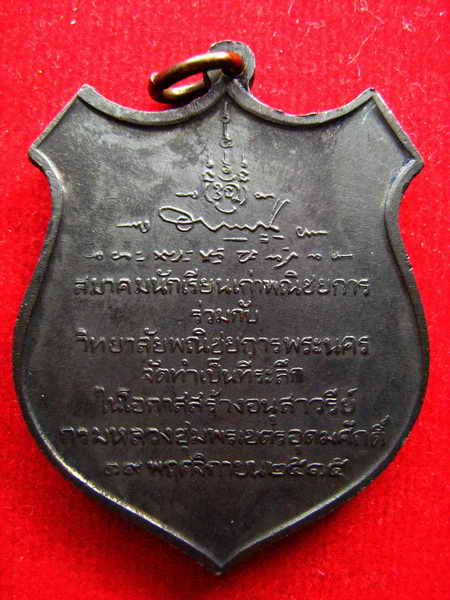 สมาคมนักเรียนเก่าพณิชยการ
ร่วมกับ
วิทยาลัยพณิชยการพระนคร
จัดทำเป็นที่ระลึก
ในโอกาสสร้างอนุสาวรีย์
กรมหลวงชุมพรเขตรอุดมศักดิ์
๑๙ พฤศจิกายน๒๕๓๕